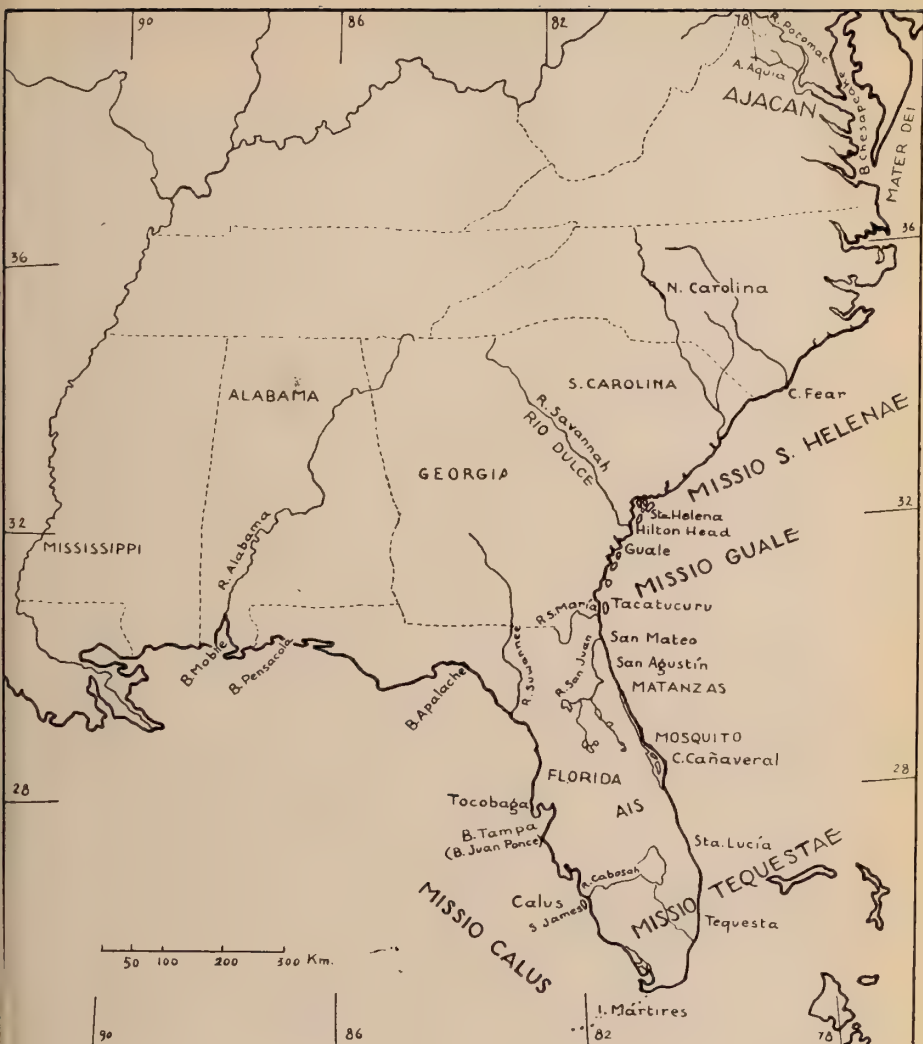 90
86
82
78
R. Potomac
A. Aquia
AJACAN
B Chesapeake
MATER DEI
36
36
N. Carolina
ALABAMA
S. CAROLINA
C. Fear
R. Savannah
RIO DULCE
GEORGIA
MISSIO S. HELENAE
32
32
Sta Helena
Hilton Head
MISSISSIPPI
Guale
MISSIO GUALE
R. Alabama
R.S. María
Tacatucuru
B. Mobile
B. Pensacola
R. Suwannee
San Mateo
R. San Juan
San Agustín
B. Apalache
MATANZAS
MOSQUITO
C. Cañaveral
28
28
FLORIDA
Tocobaga
AIS
B. Tampa
(B. Juan Ponce)
Sta. Lucía
R. Cabosah
MISSIO TEQUESTAE
Calus
S James
Tequesta
MISSIO CALUS
50 100 200 300 Km.
I. Mártires
90
86
82
78